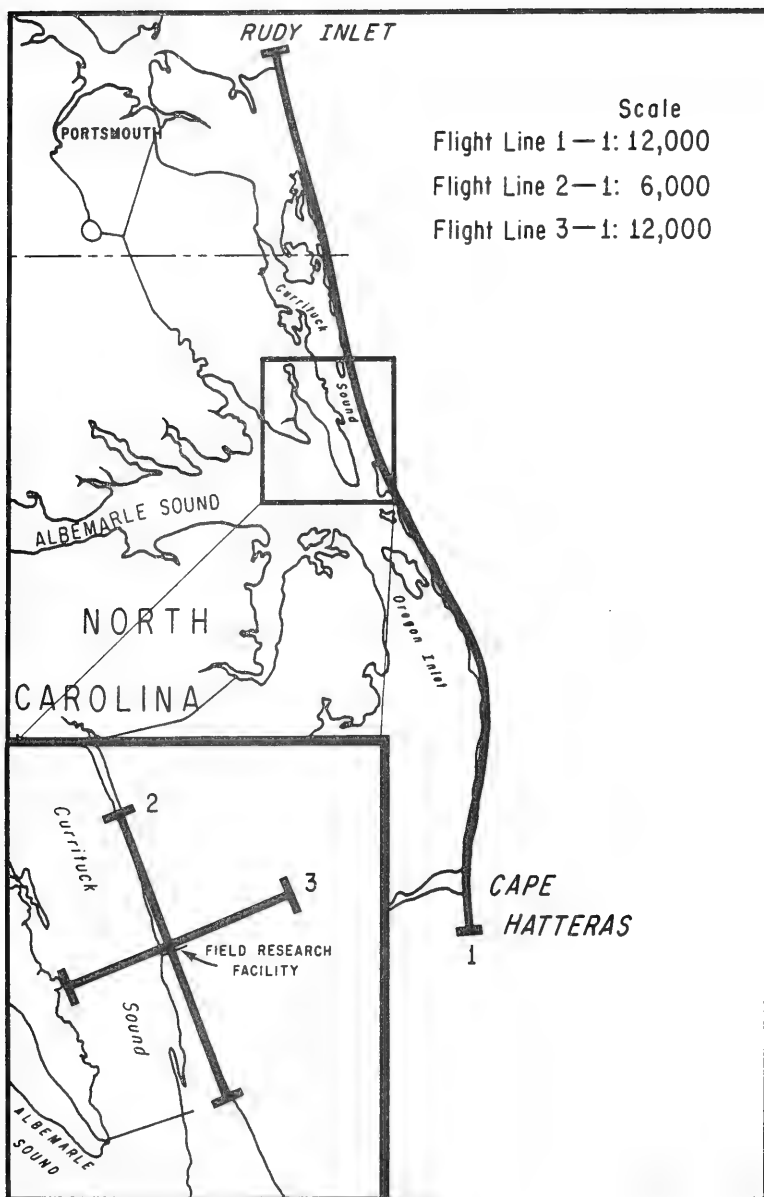 RUDY INLET
Scale
Flight Line 1—1: 12,000
Flight Line 2—1: 6,000
Flight Line 3—1: 12,000
PORTSMOUTH
Currituck
Sound
ALBEMARLE SOUND
NORTH
CAROLINA
Oregon Inlet
CAPE
HATTERAS
1
2
Currituck
3
FIELD RESEARCH
FACILITY
Sound
ALBEMARLE
SOUND